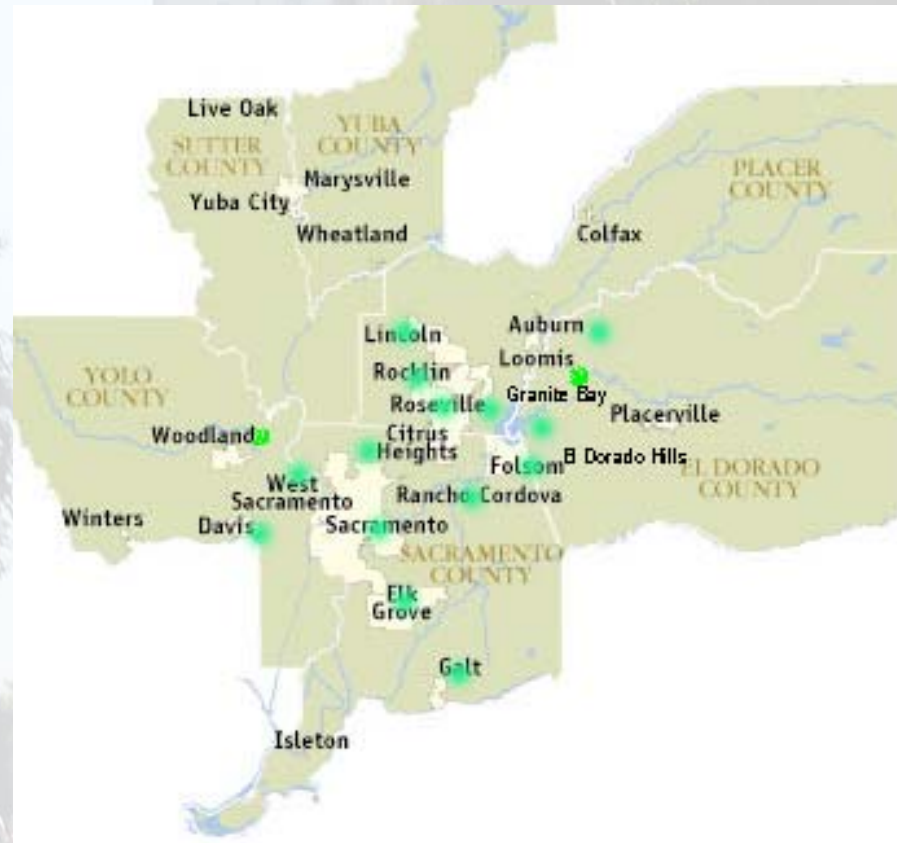 Live Oak
YUBA
COUNTY
SUTTER
COUNTY
Marysville
Yuba City
Wheatland
PLACER
COUNTY
Colfax
Lincoln
Auburn
Loomis
Rocklin
Granite Bay
Roseville
Placerville
YOLO
COUNTY
Woodland
Citrus
Heights
Folsom
El Dorado Hills
EL DORADO
COUNTY
West
Sacramento
Rancho Cordova
Winters
Davis
Sacramento
SACRAMENTO
COUNTY
Elk
Grove
Galt
Isleton